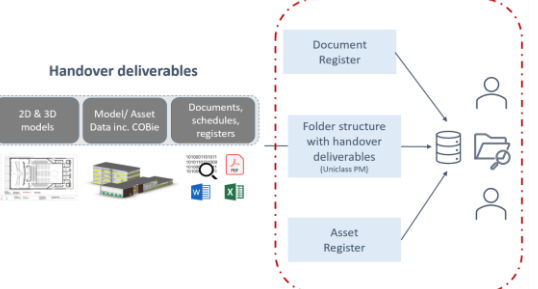 Handover deliverables
2D & 3D
models
Model/ Asset
Data inc. COBie
Documents,
schedules,
registers
PDF
W
X
Document
Register
Folder structure
with handover
deliverables
(Uniclass PM)
Asset
Register